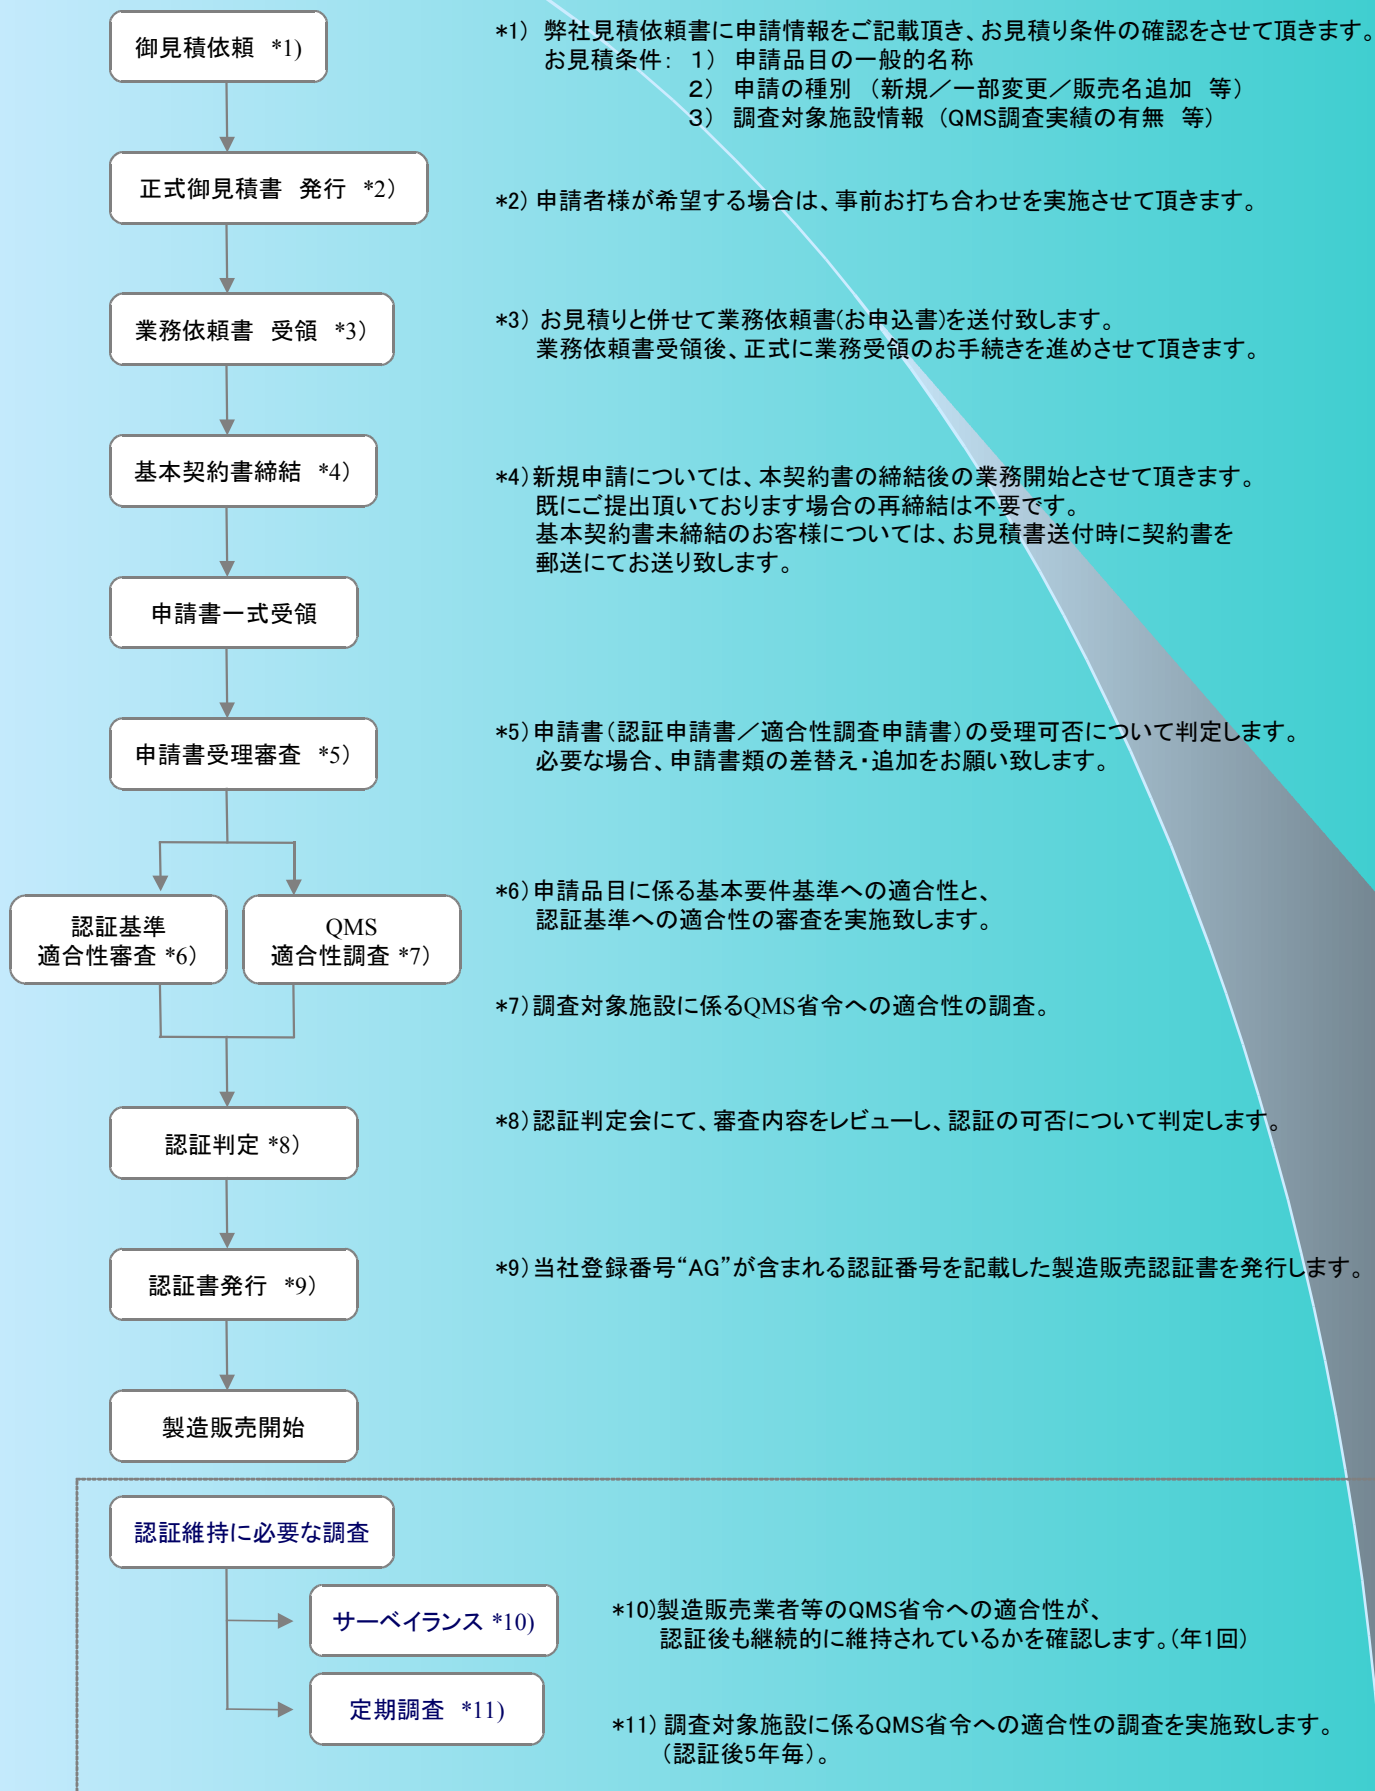 御見積依頼 *1)
*1) 弊社見積依頼書に申請情報をご記載頂き、お見積り条件の確認をさせて頂きます。
お見積条件: 1) 申請品目の一般的名称
2) 申請の種別 (新規／一部変更／販売名追加 等)
3) 調査対象施設情報 (QMS調査実績の有無 等)
正式御見積書 発行 *2)
*2) 申請者様が希望する場合は、事前お打ち合わせを実施させて頂きます。
業務依頼書 受領 *3)
*3) お見積りと併せて業務依頼書(お申込書)を送付致します。
業務依頼書受領後、正式に業務受領のお手続きを進めさせて頂きます。
基本契約書締結 *4)
*4)新規申請については、本契約書の締結後の業務開始とさせて頂きます。
既にご提出頂いております場合の再締結は不要です。
基本契約書未締結のお客様については、お見積書送付時に契約書を
郵送にてお送り致します。
申請書一式受領
申請書受理審査 *5)
*5)申請書(認証申請書／適合性調査申請書)の受理可否について判定します。
必要な場合、申請書類の差替え・追加をお願い致します。
認証基準
適合性審査 *6)
QMS
適合性調査 *7)
*6)申請品目に係る基本要件基準への適合性と、
認証基準への適合性の審査を実施致します。
*7)調査対象施設に係るQMS省令への適合性の調査。
認証判定 *8)
*8)認証判定会にて、審査内容をレビューし、認証の可否について判定します。
認証書発行 *9)
*9)当社登録番号“AG”が含まれる認証番号を記載した製造販売認証書を発行します。
製造販売開始
認証維持に必要な調査
サーベイランス *10)
*10)製造販売業者等のQMS省令への適合性が、
認証後も継続的に維持されているかを確認します。(年1回)
定期調査 *11)
*11) 調査対象施設に係るQMS省令への適合性の調査を実施致します。
(認証後5年毎)。